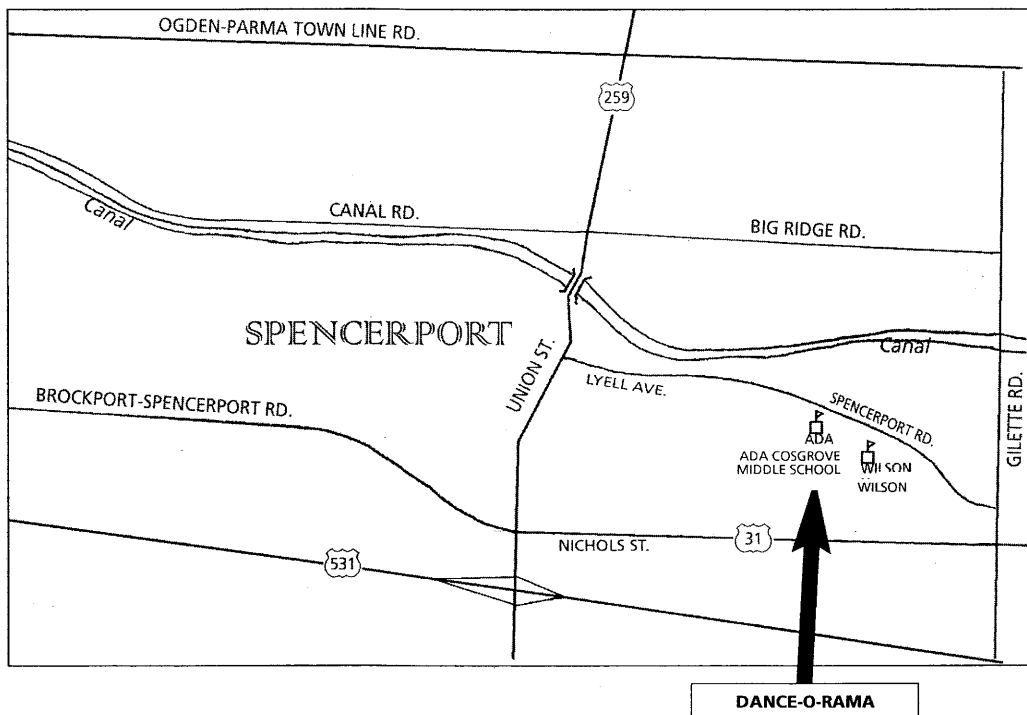 OGDEN-PARMA TOWN LINE RD.
259
Canal
CANAL RD.
BIG RIDGE RD.
SPENCERPORT
UNION ST.
Canal
LYELL AVE.
SPENCERPORT RD.
GILETTE RD.
BROCKPORT-SPENCERPORT RD.
ADA
ADA COSGROVE
MIDDLE SCHOOL
WILSON
WILSON
531
NICHOLS ST.
31
DANCE-O-RAMA